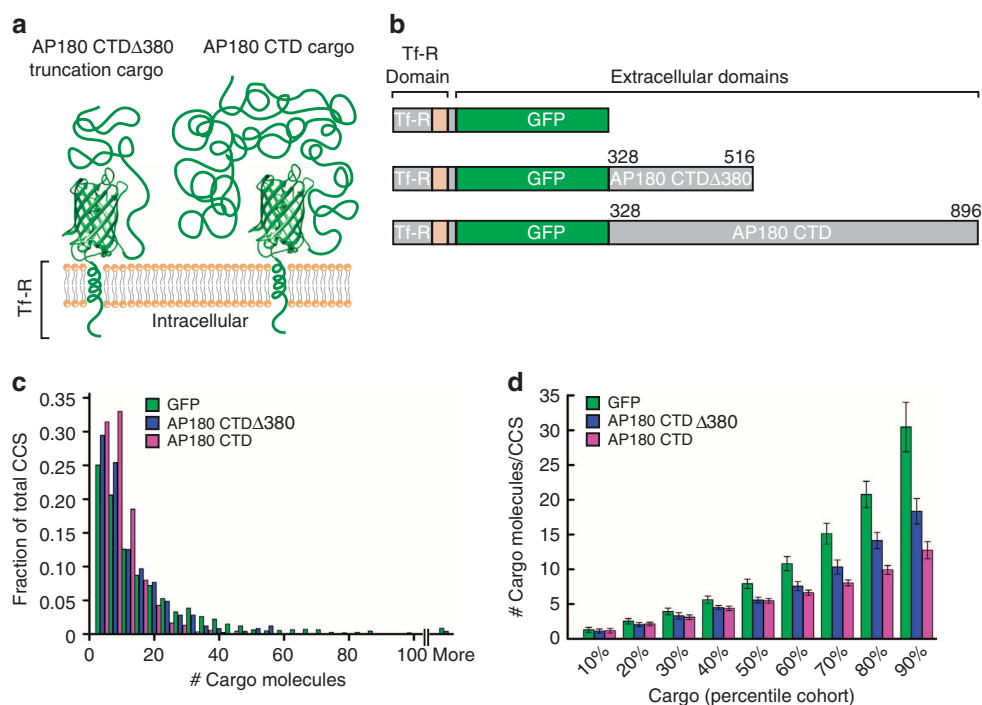 a
AP180 CTDΔ380
truncation cargo
AP180 CTD cargo
Tf-R
Intracellular
b
Tf-R
Domain
Extracellular domains
Tf-R
GFP
328
516
Tf-R
GFP
AP180 CTDΔ380
328
896
Tf-R
GFP
AP180 CTD
c
GFP
AP180 CTDΔ380
AP180 CTD
Fraction of total CCS
0.35
0.30
0.25
0.20
0.15
0.10
0.05
0
0 20 40 60 80 100 More
# Cargo molecules
d
GFP
AP180 CTD Δ380
AP180 CTD
# Cargo molecules/CCS
35
30
25
20
15
10
5
0
10% 20% 30% 40% 50% 60% 70% 80% 90%
Cargo (percentile cohort)